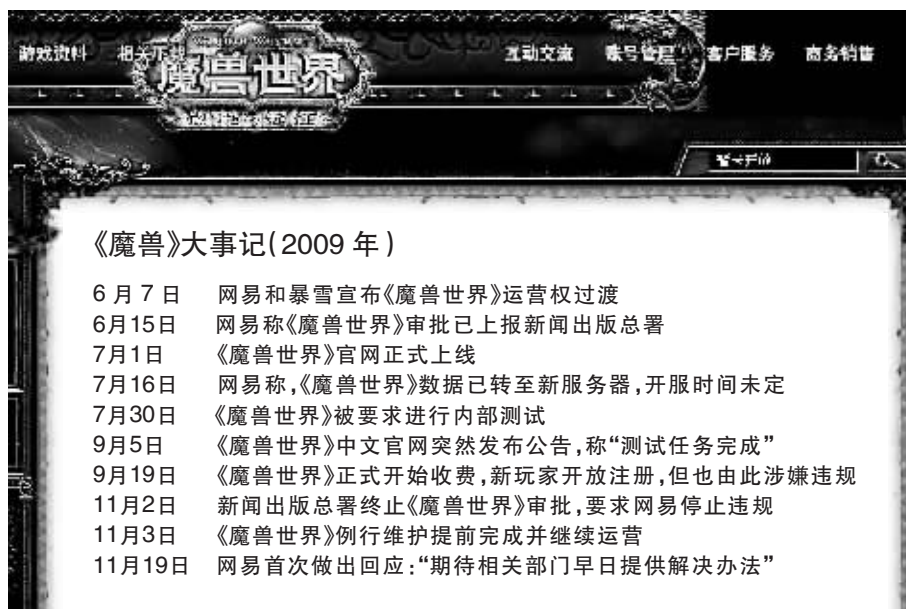 游戏资料 相关下载 互动交流 账号管理 客户服务 商务销售
魔兽世界
《魔兽》大事记(2009 年)
6 月 7 日 网易和暴雪宣布《魔兽世界》运营权过渡
6月15日 网易称《魔兽世界》审批已上报新闻出版总署
7月1日 《魔兽世界》官网正式上线
7月16日 网易称,《魔兽世界》数据已转至新服务器,开服时间未定
7月30日 《魔兽世界》被要求进行内部测试
9月5日 《魔兽世界》中文官网突然发布公告,称“测试任务完成”
9月19日 《魔兽世界》正式开始收费,新玩家开放注册,但也由此涉嫌违规
11月2日 新闻出版总署终止《魔兽世界》审批,要求网易停止违规
11月3日 《魔兽世界》例行维护提前完成并继续运营
11月19日 网易首次做出回应:“期待相关部门早日提供解决办法”